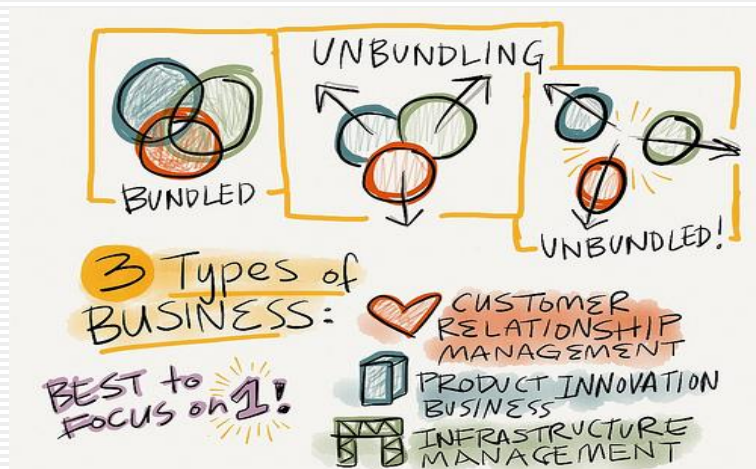 BUNDLED
UNBUNDLING
UNBUNDLED!
3 Types of
BUSINESS:
BEST to
FOCUS on 1!
CUSTOMER
RELATIONSHIP
MANAGEMENT
PRODUCT INNOVATION
BUSINESS
INFRASTRUCTURE
MANAGEMENT